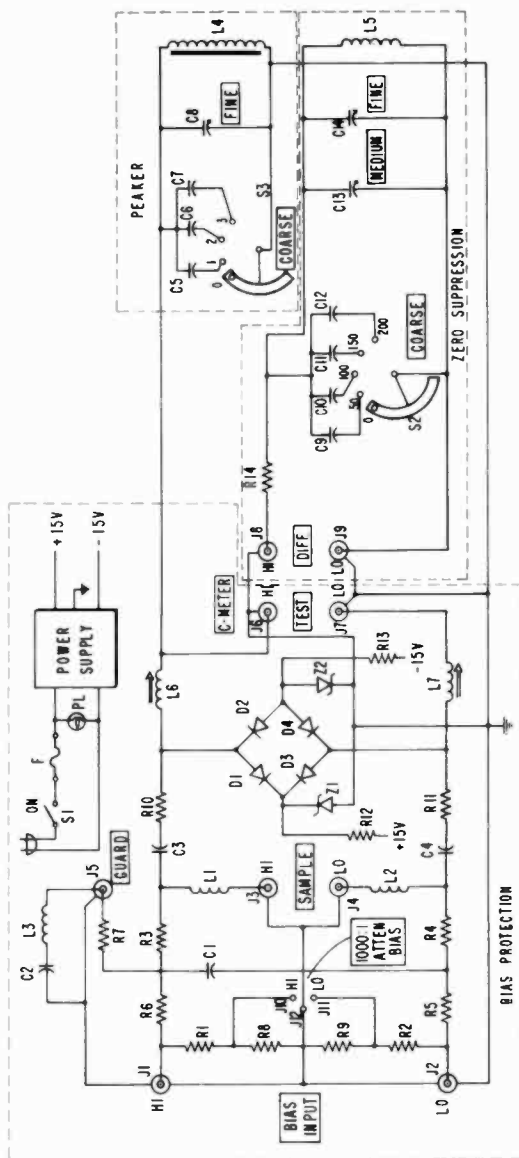 PEAKER
L4
C8
FINE
C7
C6
C5
0
1
2
3
S3
COARSE
L5
C14
FINE
C13
MEDIUM
C12
C11
C10
C9
0
50
100
150
200
S2
COARSE
ZERO SUPPRESSION
R14
J8
HI
DIFF
J9
LO
C-METER
J6
HI
TEST
J7
LO
+15V
-15V
POWER
SUPPLY
PL
F
ON
S1
L6
D2
D1
D4
D3
Z2
Z1
R13
-15V
R12
+15V
L7
R10
C3
R11
C4
J5
GUARD
L3
C2
R7
L1
J3
HI
SAMPLE
LO
J4
L2
R3
C1
R4
R6
R5
1000:1
ATTEN
BIAS
HI
J10
J12
LO
J11
R1
R8
R9
R2
J1
HI
BIAS
INPUT
J2
LO
BIAS PROTECTION